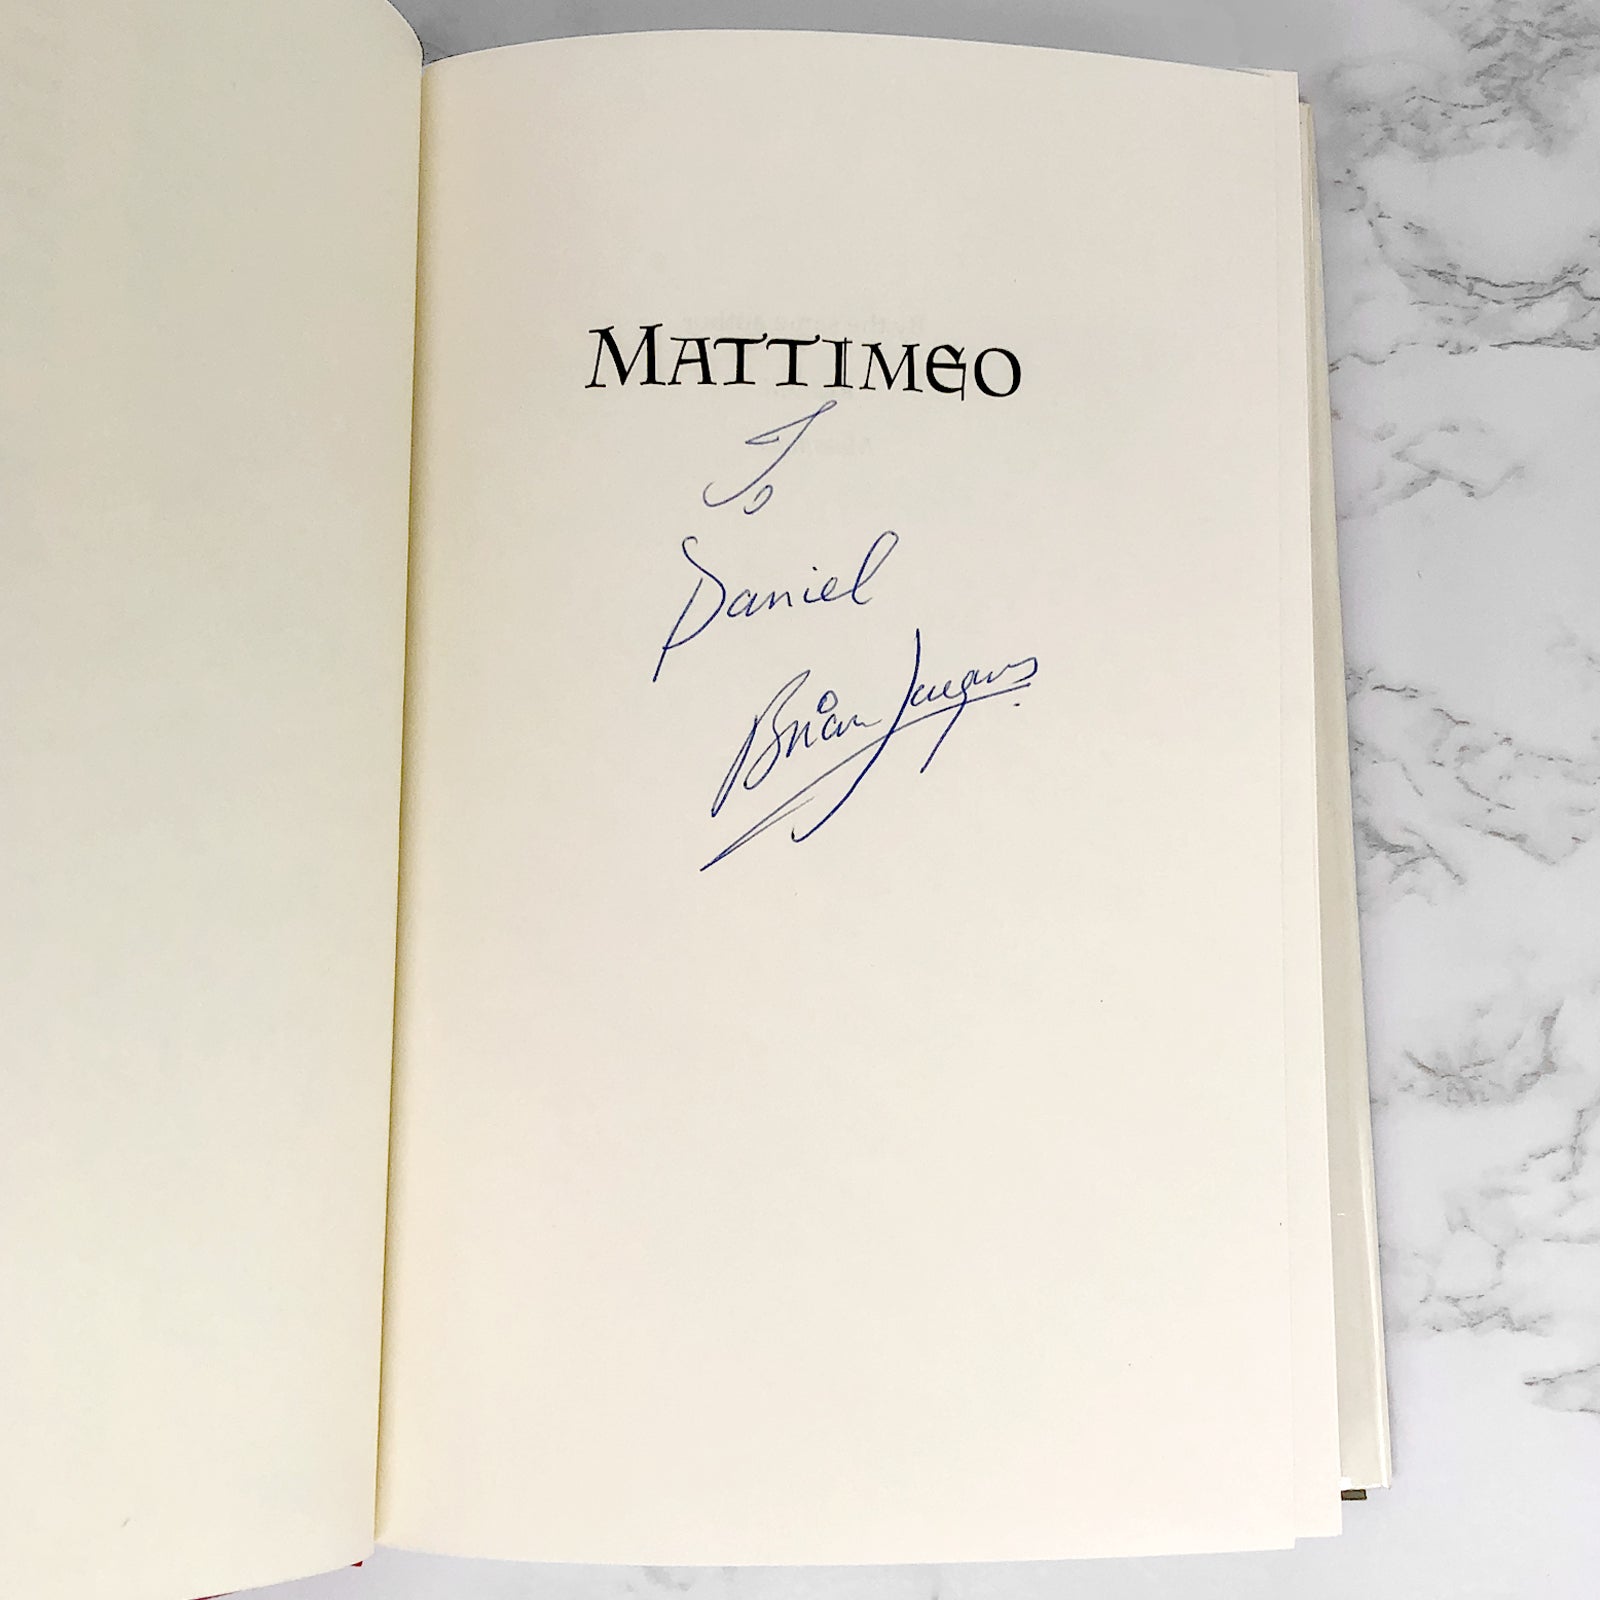 MATTIMEO
To
Daniel
Brian Jacques